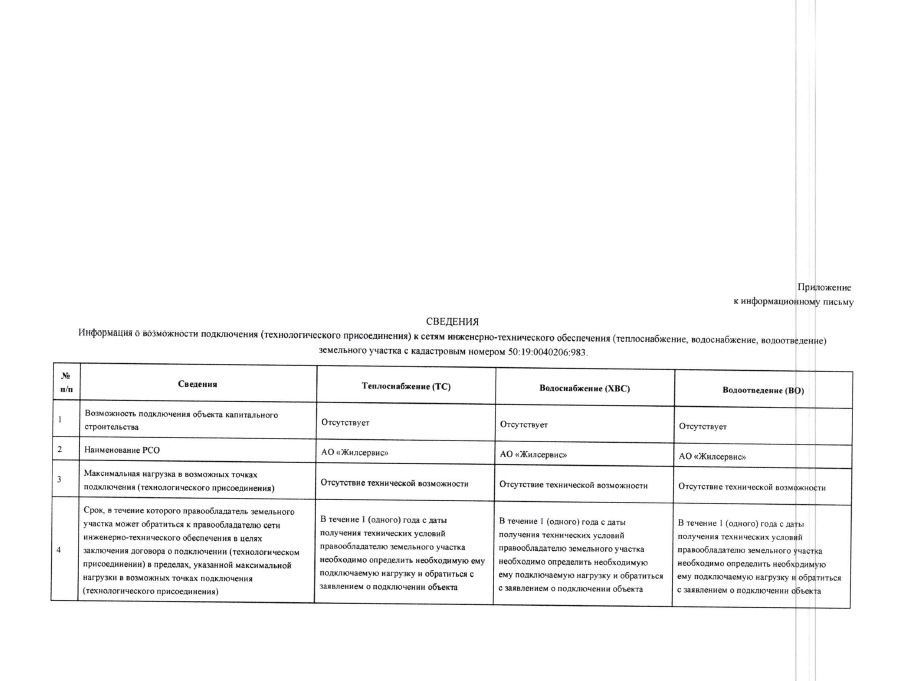 Приложение
к информационному письму
СВЕДЕНИЯ
Информация о возможности подключения (технологического присоединения) к сетям инженерно-технического обеспечения (теплоснабжение, водоснабжение, водоотведение)
земельного участка с кадастровым номером 50:19:0040206:983.
№
п/п
Сведения
Теплоснабжение (ТС)
Водоснабжение (ХВС)
Водоотведение (ВО)
1
Возможность подключения объекта капитального
строительства
Отсутствует
Отсутствует
Отсутствует
2
Наименование РСО
АО «Жилсервис»
АО «Жилсервис»
АО «Жилсервис»
3
Максимальная нагрузка в возможных точках
подключения (технологического присоединения)
Отсутствие технической возможности
Отсутствие технической возможности
Отсутствие технической возможности
4
Срок, в течение которого правообладатель земельного
участка может обратиться к правообладателю сети
инженерно-технического обеспечения в целях
заключения договора о подключении (технологическом
присоединении) в пределах, указанной максимальной
нагрузки в возможных точках подключения
(технологического присоединения)
В течение 1 (одного) года с даты
получения технических условий
правообладателю земельного участка
необходимо определить необходимую ему
подключаемую нагрузку и обратиться с
заявлением о подключении объекта
В течение 1 (одного) года с даты
получения технических условий
правообладателю земельного участка
необходимо определить необходимую
ему подключаемую нагрузку и обратиться
с заявлением о подключении объекта
В течение 1 (одного) года с даты
получения технических условий
правообладателю земельного участка
необходимо определить необходимую
ему подключаемую нагрузку и обратиться
с заявлением о подключении объекта